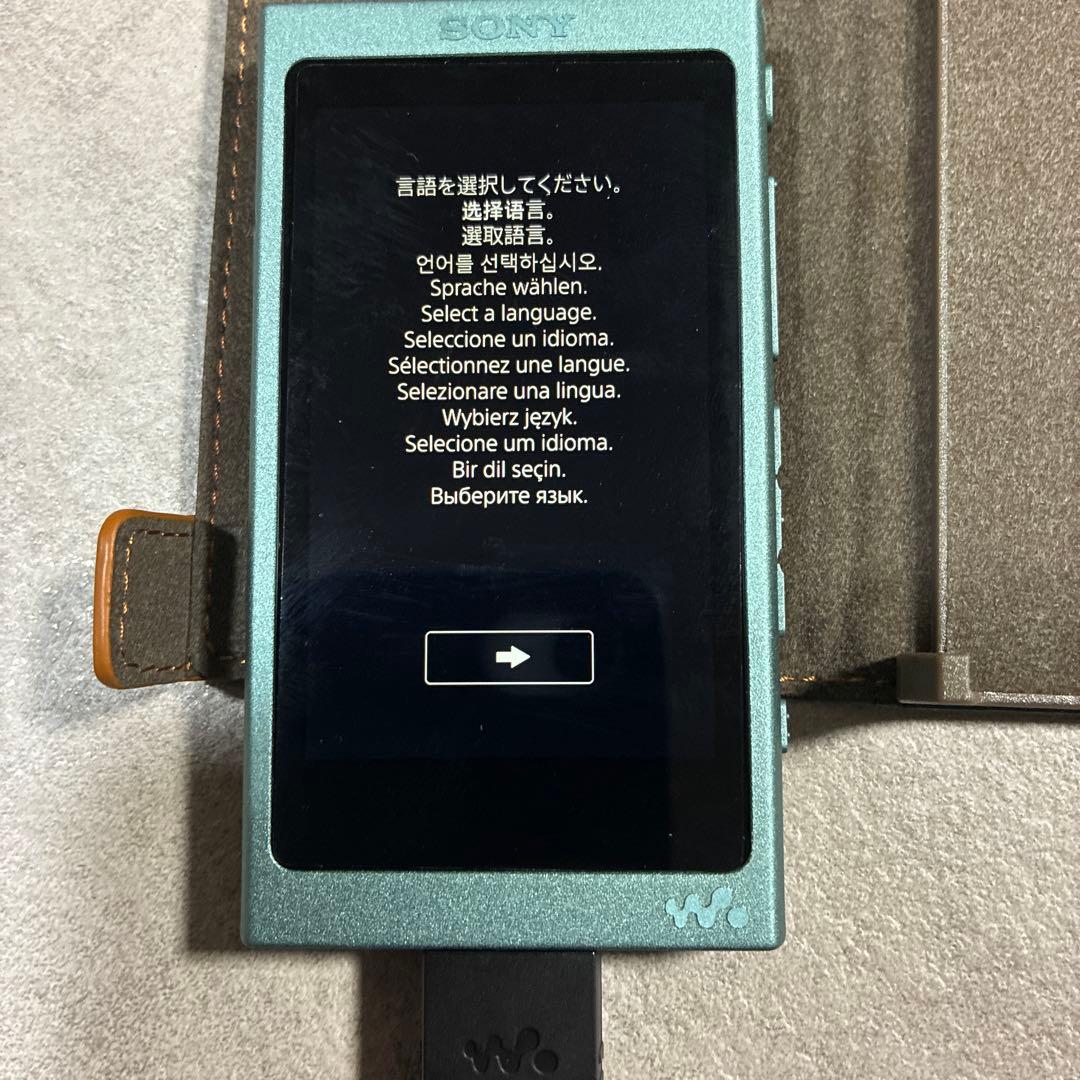 SONY
言語を選択してください。
选择语言。
選取語言。
언어를 선택하십시오.
Sprache wählen.
Select a language.
Seleccione un idioma.
Sélectionnez une langue.
Selezionare una lingua.
Wybierz język.
Selecione um idioma.
Bir dil seçin.
Выберите язык.